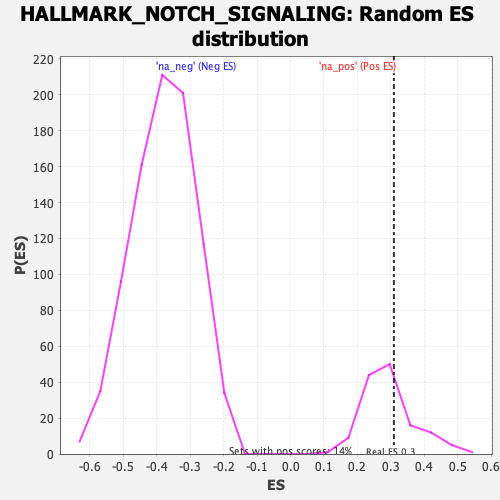 HALLMARK_NOTCH_SIGNALING: Random ES
distribution
'na_neg' (Neg ES)
'na_pos' (Pos ES)
220
200
180
160
140
120
100
80
60
40
20
0
P(ES)
Sets with pos scores: 14%
Real ES 0.3
-0.6 -0.5 -0.4 -0.3 -0.2 -0.1 0.0 0.1 0.2 0.3 0.4 0.5 0.6
ES